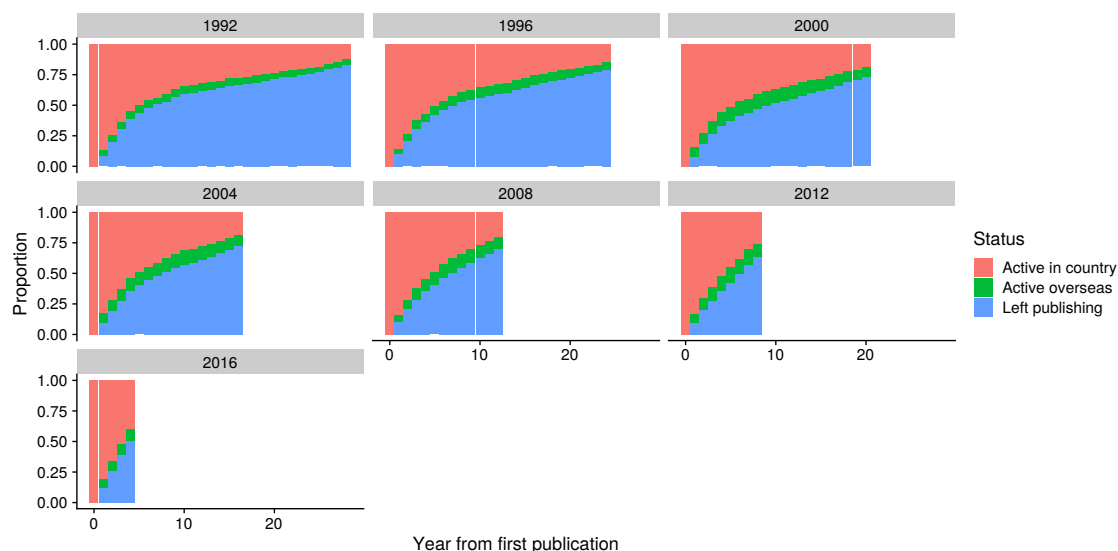 1992 1996 2000
1.00
0.75
0.50
0.25
0.00
2004 2008 2012
1.00
0.75
0.50
0.25
0.00
0 10 20 0 10 20
2016
1.00
0.75
0.50
0.25
0.00
0 10 20
Proportion
Year from first publication
Status
Active in country
Active overseas
Left publishing